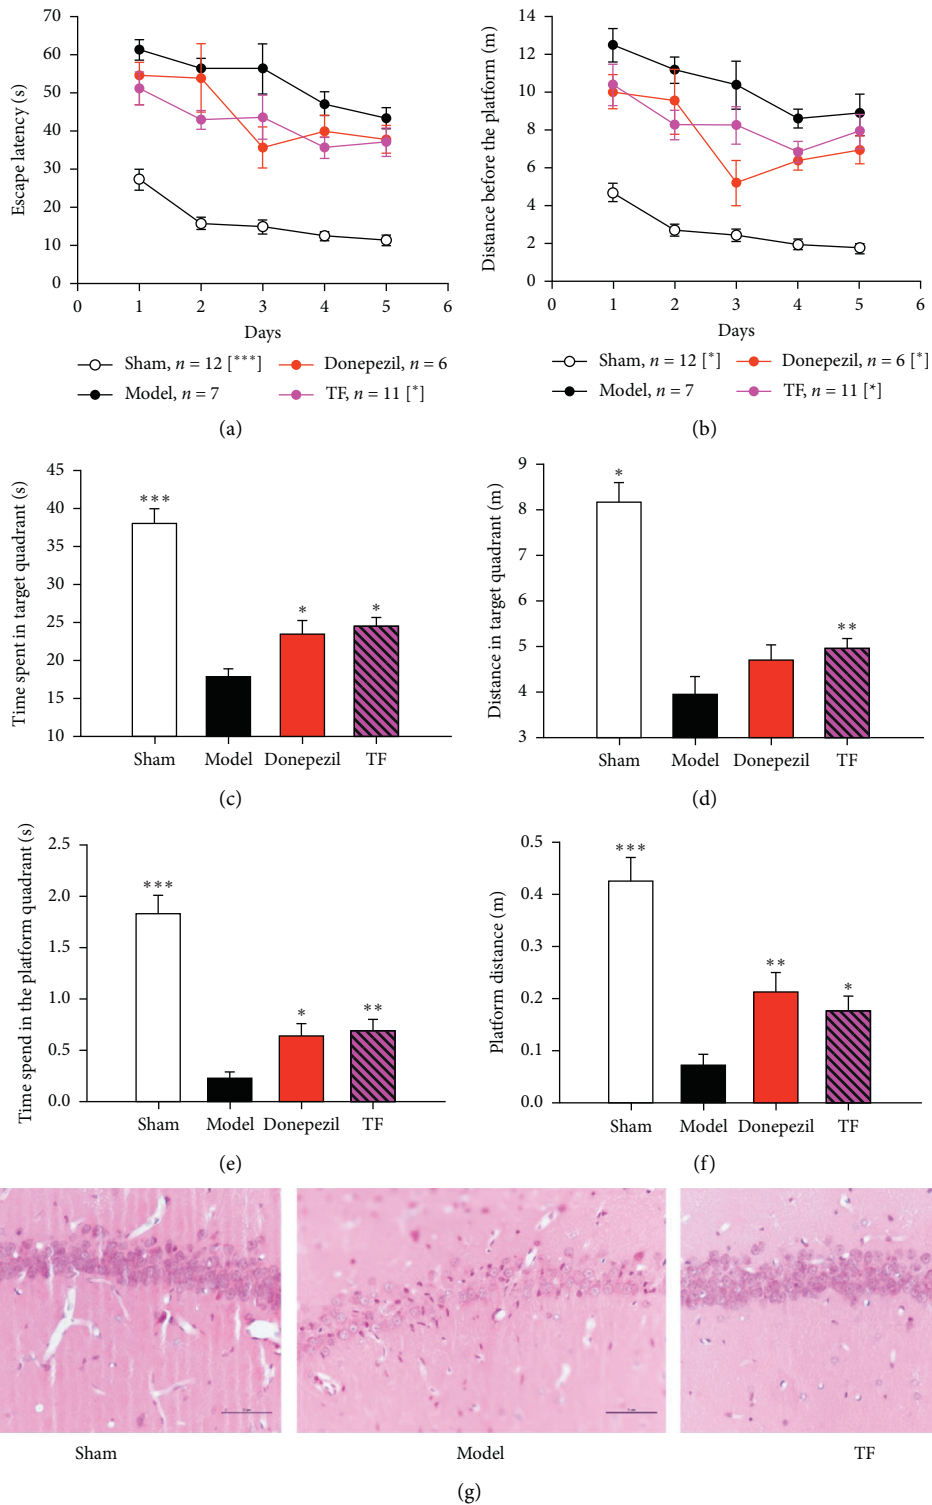 Escape latency (s)
70
60
50
40
30
20
10
0
0 1 2 3 4 5 6
Days
Sham, n = 12 [***]
Donepezil, n = 6
Model, n = 7
TF, n = 11 [*]
(a)
Distance before the platform (m)
14
12
10
8
6
4
2
0
0 1 2 3 4 5 6
Days
Sham, n = 12 [*]
Donepezil, n = 6 [*]
Model, n = 7
TF, n = 11 [*]
(b)
Time spent in target quadrant (s)
45
40
35
30
25
20
15
10
***
*
*
Sham Model Donepezil TF
(c)
Distance in target quadrant (m)
9
8
7
6
5
4
3
*
**
Sham Model Donepezil TF
(d)
Time spend in the platform quadrant (s)
2.5
2.0
1.5
1.0
0.5
0.0
***
*
**
Sham Model Donepezil TF
(e)
Platform distance (m)
0.5
0.4
0.3
0.2
0.1
0.0
***
**
*
Sham Model Donepezil TF
(f)
Sham Model TF
(g)